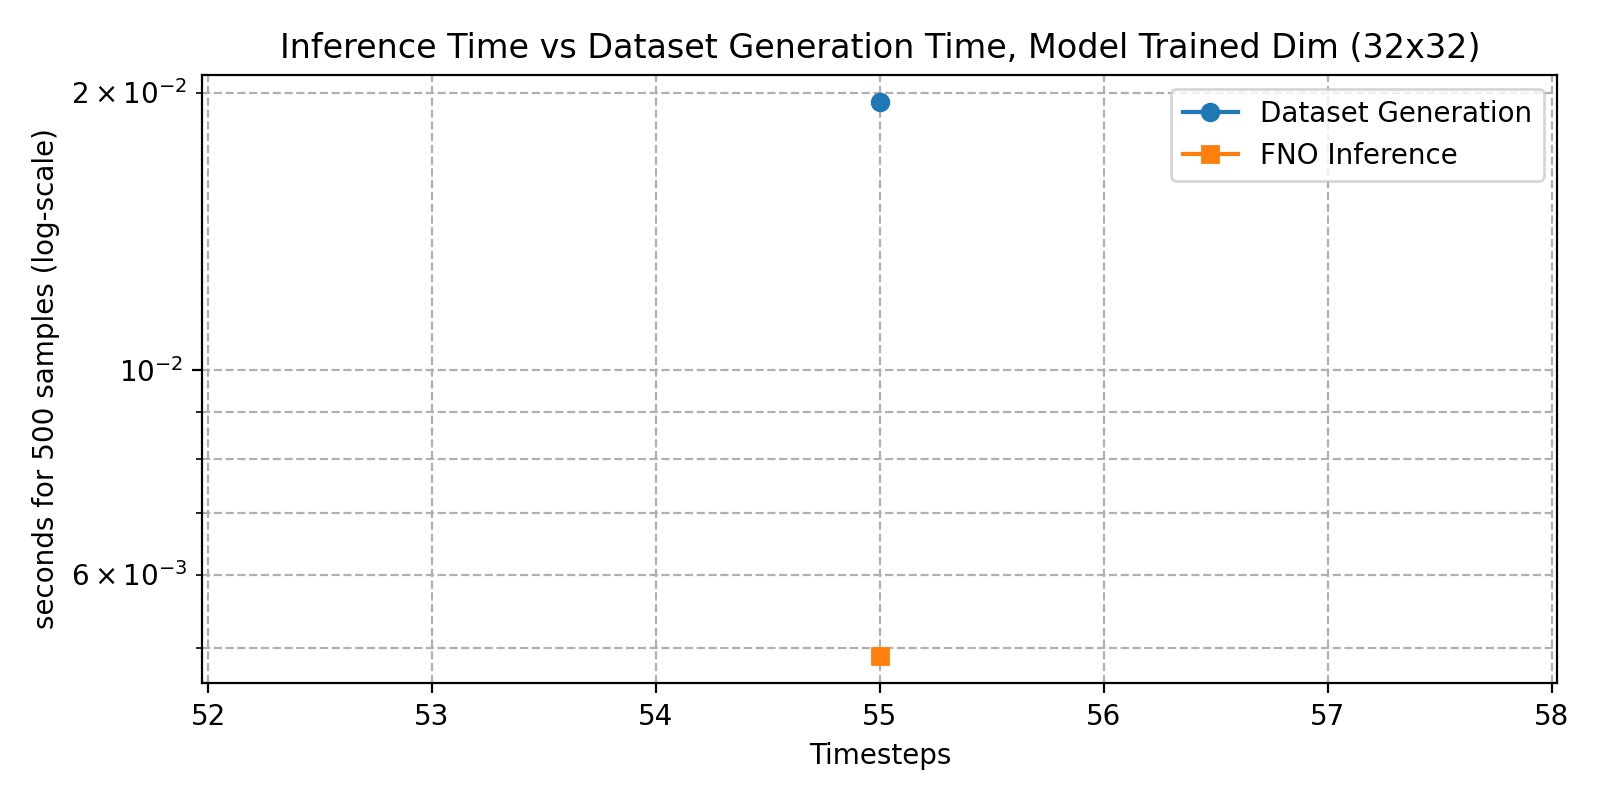 Inference Time vs Dataset Generation Time, Model Trained Dim (32x32)
2 × 10⁻²
10⁻²
6 × 10⁻³
seconds for 500 samples (log-scale)
Dataset Generation
FNO Inference
52 53 54 55 56 57 58
Timesteps